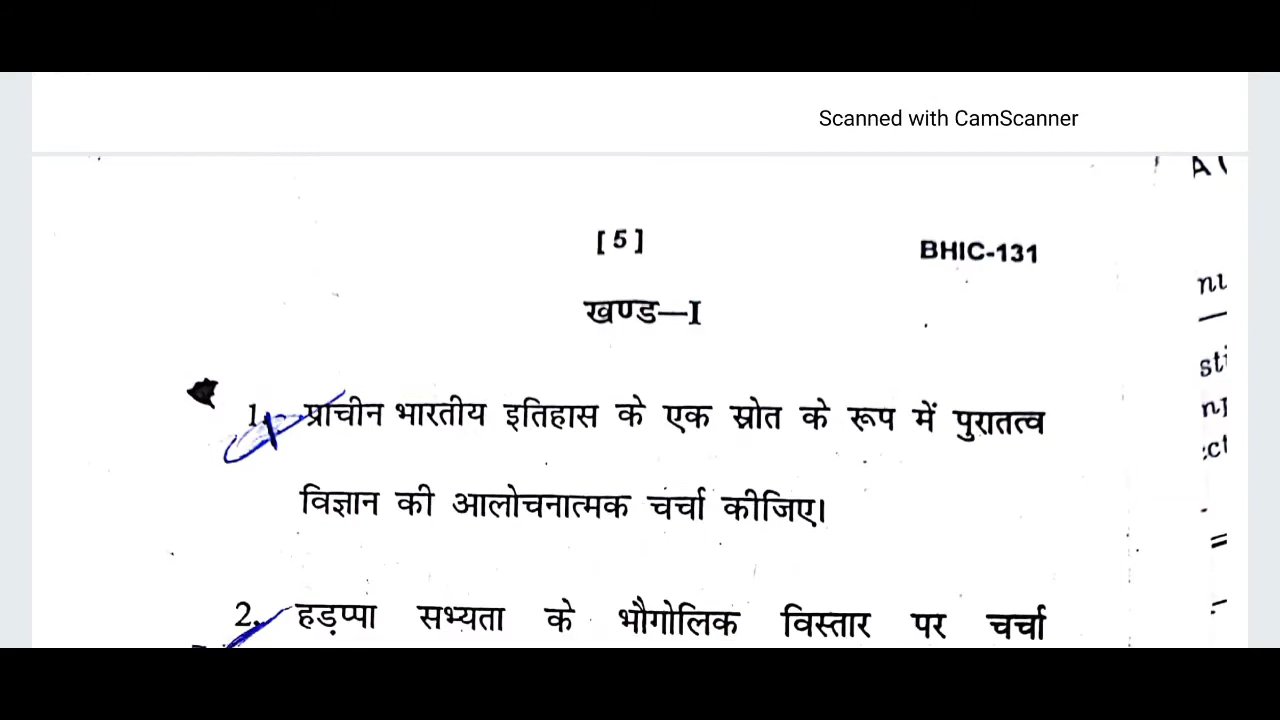 Scanned with CamScanner
[ 5 ]
BHIC-131
खण्ड—I
1. प्राचीन भारतीय इतिहास के एक स्रोत के रूप में पुरातत्व
विज्ञान की आलोचनात्मक चर्चा कीजिए।
2. हड़प्पा सभ्यता के भौगोलिक विस्तार पर चर्चा